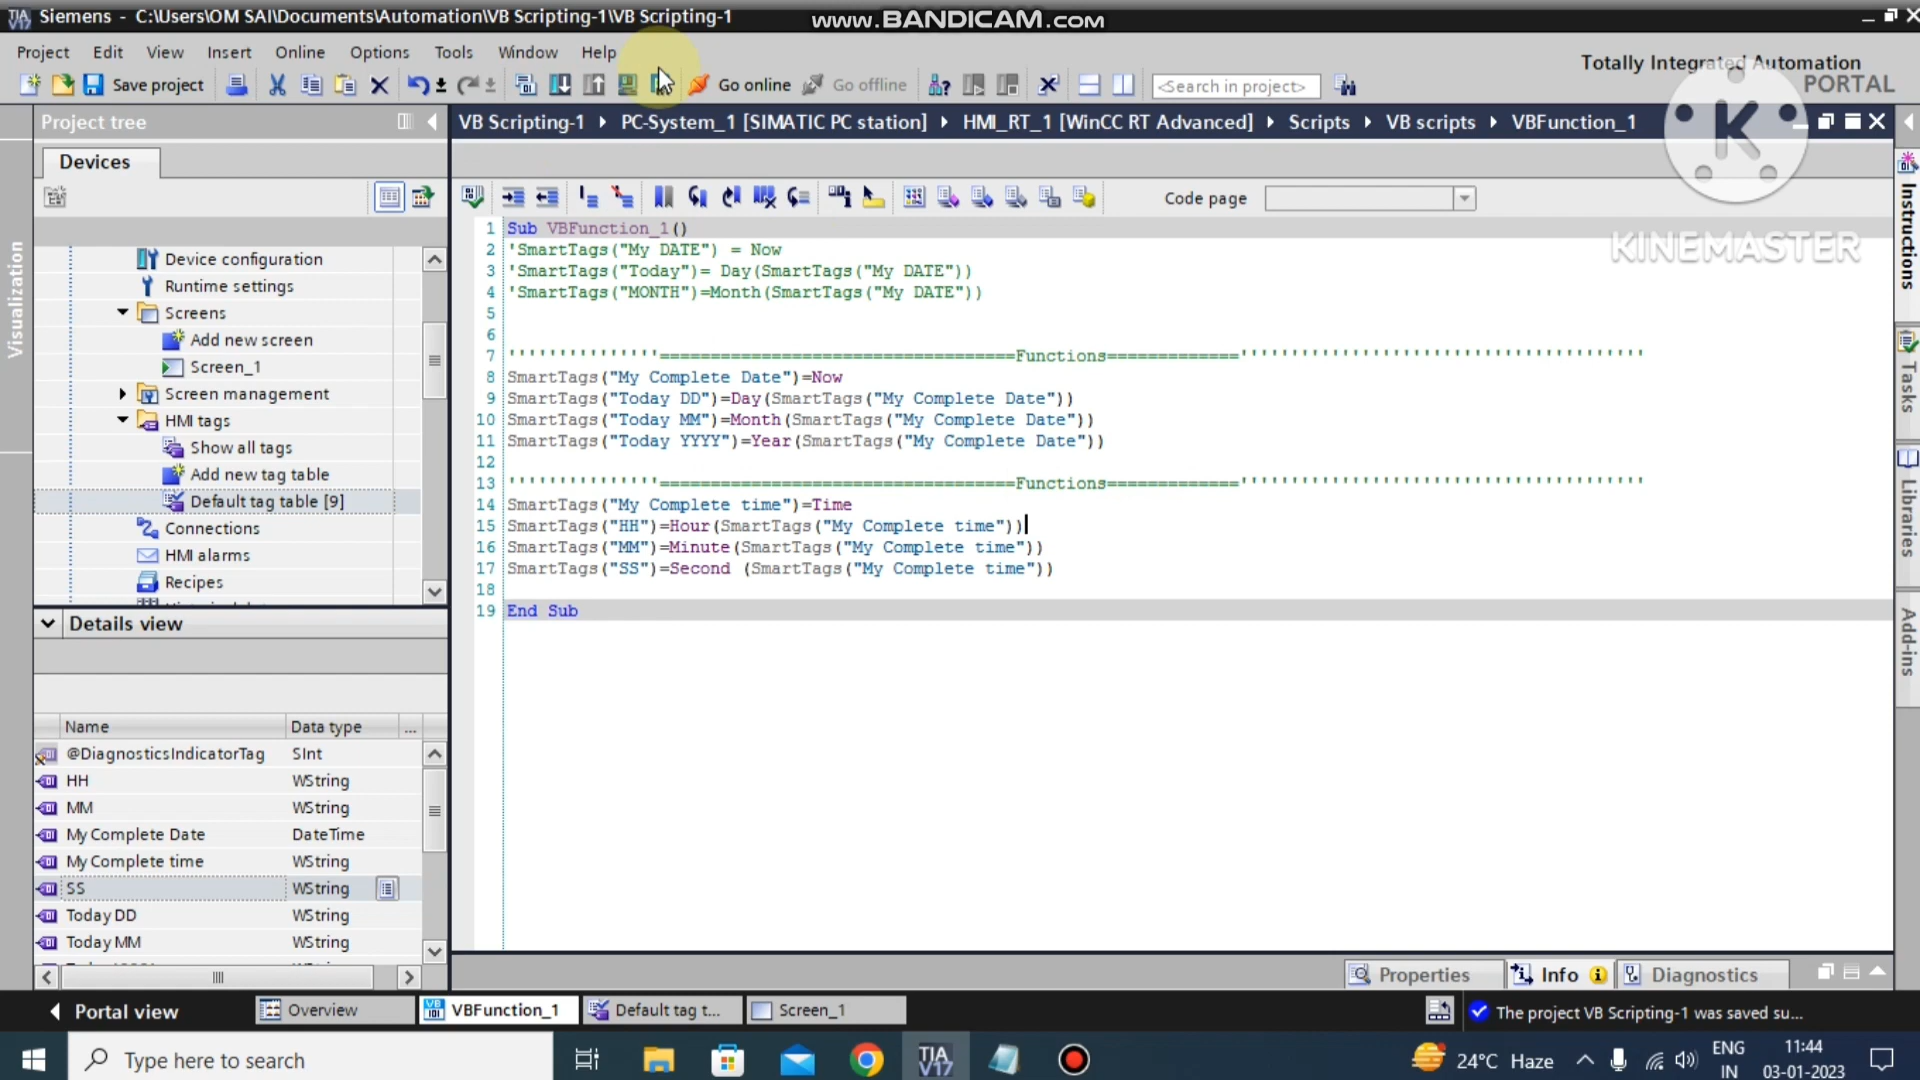 Siemens - C:\Users\OM SAI\Documents\Automation\VB Scripting-1\VB Scripting-1
www.BANDICAM.com
Project Edit View Insert Online Options Tools Window Help
Totally Integrated Automation
PORTAL
Save project
Go online
Go offline
<Search in project>
Project tree
VB Scripting-1 PC-System_1 [SIMATIC PC station] HMI_RT_1 [WinCC RT Advanced] Scripts VB scripts VBFunction_1
K
KINEMASTER
Devices
Code page
Visualization
Device configuration
Runtime settings
Screens
Add new screen
Screen_1
Screen management
HMI tags
Show all tags
Add new tag table
Default tag table [9]
Connections
HMI alarms
Recipes
1 Sub VBFunction_1()
2 'SmartTags("My DATE") = Now
3 'SmartTags("Today")= Day(SmartTags("My DATE"))
4 'SmartTags("MONTH")=Month(SmartTags("My DATE"))
5
6
7 '''''''''''''''===================================Functions=============''''''''''''''''''''''''''''''''''''''''
8 SmartTags("My Complete Date")=Now
9 SmartTags("Today DD")=Day(SmartTags("My Complete Date"))
10 SmartTags("Today MM")=Month(SmartTags("My Complete Date"))
11 SmartTags("Today YYYY")=Year(SmartTags("My Complete Date"))
12
13 '''''''''''''''===================================Functions=============''''''''''''''''''''''''''''''''''''''''
14 SmartTags("My Complete time")=Time
15 SmartTags("HH")=Hour(SmartTags("My Complete time"))
16 SmartTags("MM")=Minute(SmartTags("My Complete time"))
17 SmartTags("SS")=Second (SmartTags("My Complete time"))
18
19 End Sub
Instructions
Tasks
Libraries
Add-ins
Details view
Name Data type ...
@DiagnosticsIndicatorTag SInt
HH WString
MM WString
My Complete Date DateTime
My Complete time WString
SS WString
Today DD WString
Today MM WString
Properties Info Diagnostics
Portal view Overview VBFunction_1 Default tag t... Screen_1
The project VB Scripting-1 was saved su...
Type here to search
TIA V17
24°C Haze
ENG
IN
11:44
03-01-2023